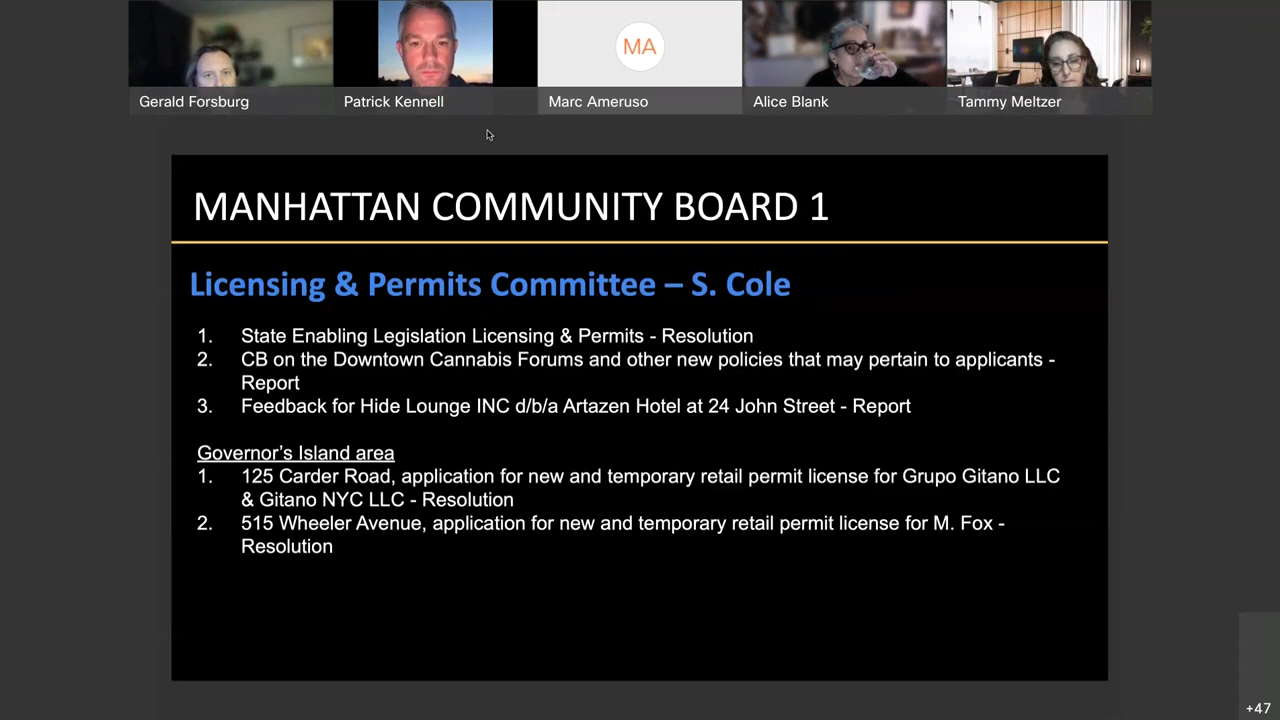 MA
Gerald Forsburg
Patrick Kennell
Marc Ameruso
Alice Blank
Tammy Meltzer
MANHATTAN COMMUNITY BOARD 1
Licensing & Permits Committee – S. Cole
1. State Enabling Legislation Licensing & Permits - Resolution
2. CB on the Downtown Cannabis Forums and other new policies that may pertain to applicants -
Report
3. Feedback for Hide Lounge INC d/b/a Artazen Hotel at 24 John Street - Report
Governor's Island area
1. 125 Carder Road, application for new and temporary retail permit license for Grupo Gitano LLC
& Gitano NYC LLC - Resolution
2. 515 Wheeler Avenue, application for new and temporary retail permit license for M. Fox -
Resolution
+47